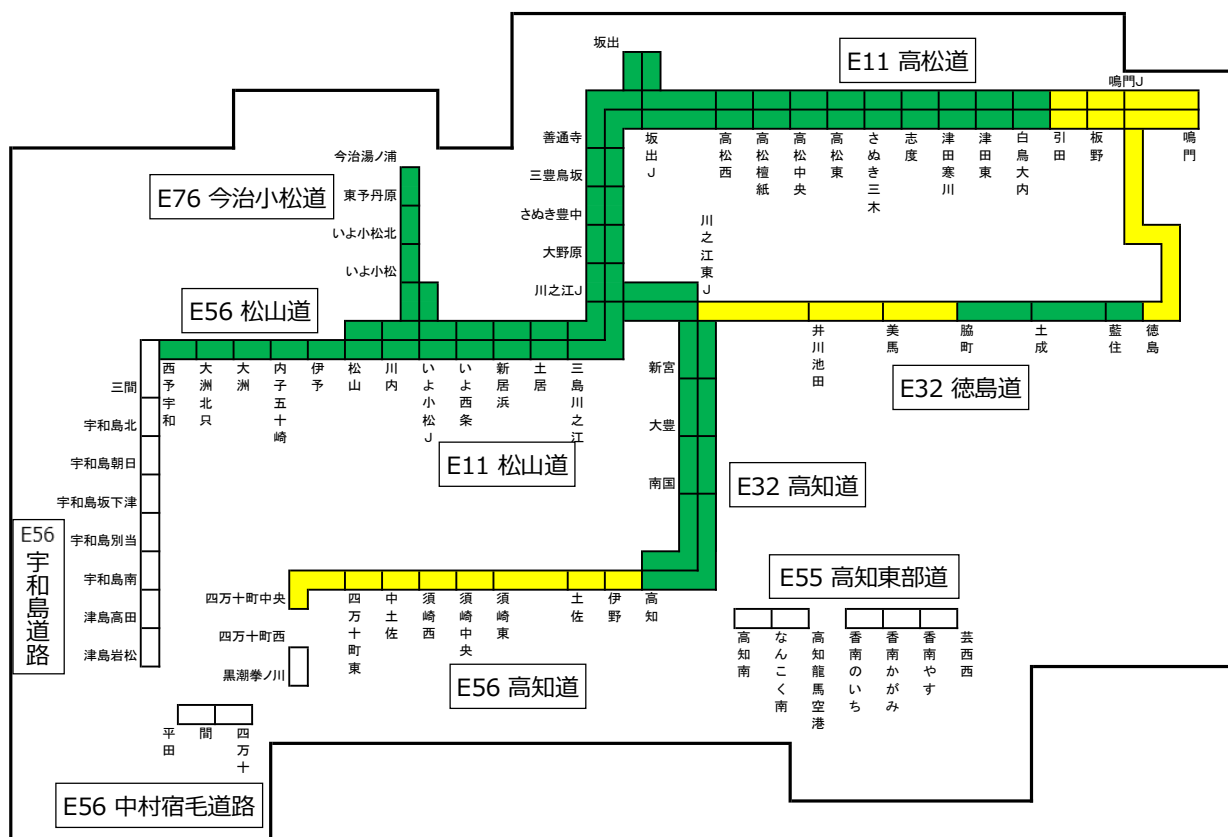 坂出
E11 高松道
鳴門J
善通寺
坂出J
高松西
高松檀紙
高松中央
高松東
さぬき三木
志度
津田寒川
津田東
白鳥大内
引田
板野
鳴門
今治湯ノ浦
三豊鳥坂
E76 今治小松道
東予丹原
さぬき豊中
いよ小松北
大野原
川之江東J
いよ小松
川之江J
E56 松山道
三間
西予宇和
大洲北只
大洲
内子五十崎
伊予
松山
川内
いよ小松J
いよ西条
新居浜
土居
三島川之江
新宮
井川池田
美馬
脇町
土成
藍住
徳島
E32 徳島道
宇和島北
大豊
宇和島朝日
E11 松山道
南国
E32 高知道
宇和島坂下津
E56
宇和島道路
宇和島別当
宇和島南
E55 高知東部道
四万十町中央
四万十町東
中土佐
須崎西
須崎中央
須崎東
土佐
伊野
高知
津島高田
四万十町西
高知南
なんこく南
高知龍馬空港
香南のいち
香南かがみ
香南やす
芸西西
津島岩松
黒潮拳ノ川
E56 高知道
平田
間
四万十
E56 中村宿毛道路